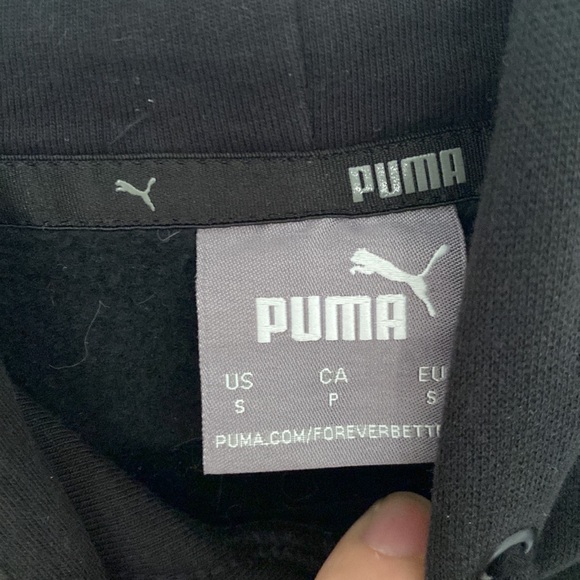 PUMA
PUMA
US CA EU
S P S
PUMA.COM/FOREVERBETT